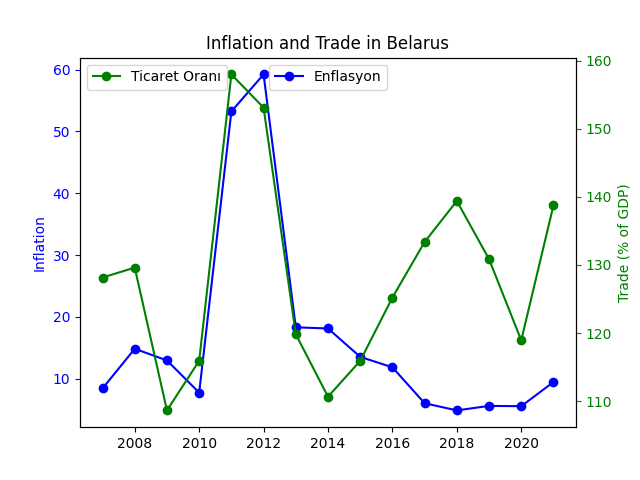 Inflation and Trade in Belarus
Ticaret Oranı
Enflasyon
Inflation
60
50
40
30
20
10
160
150
140
130
120
110
Trade (% of GDP)
2008 2010 2012 2014 2016 2018 2020